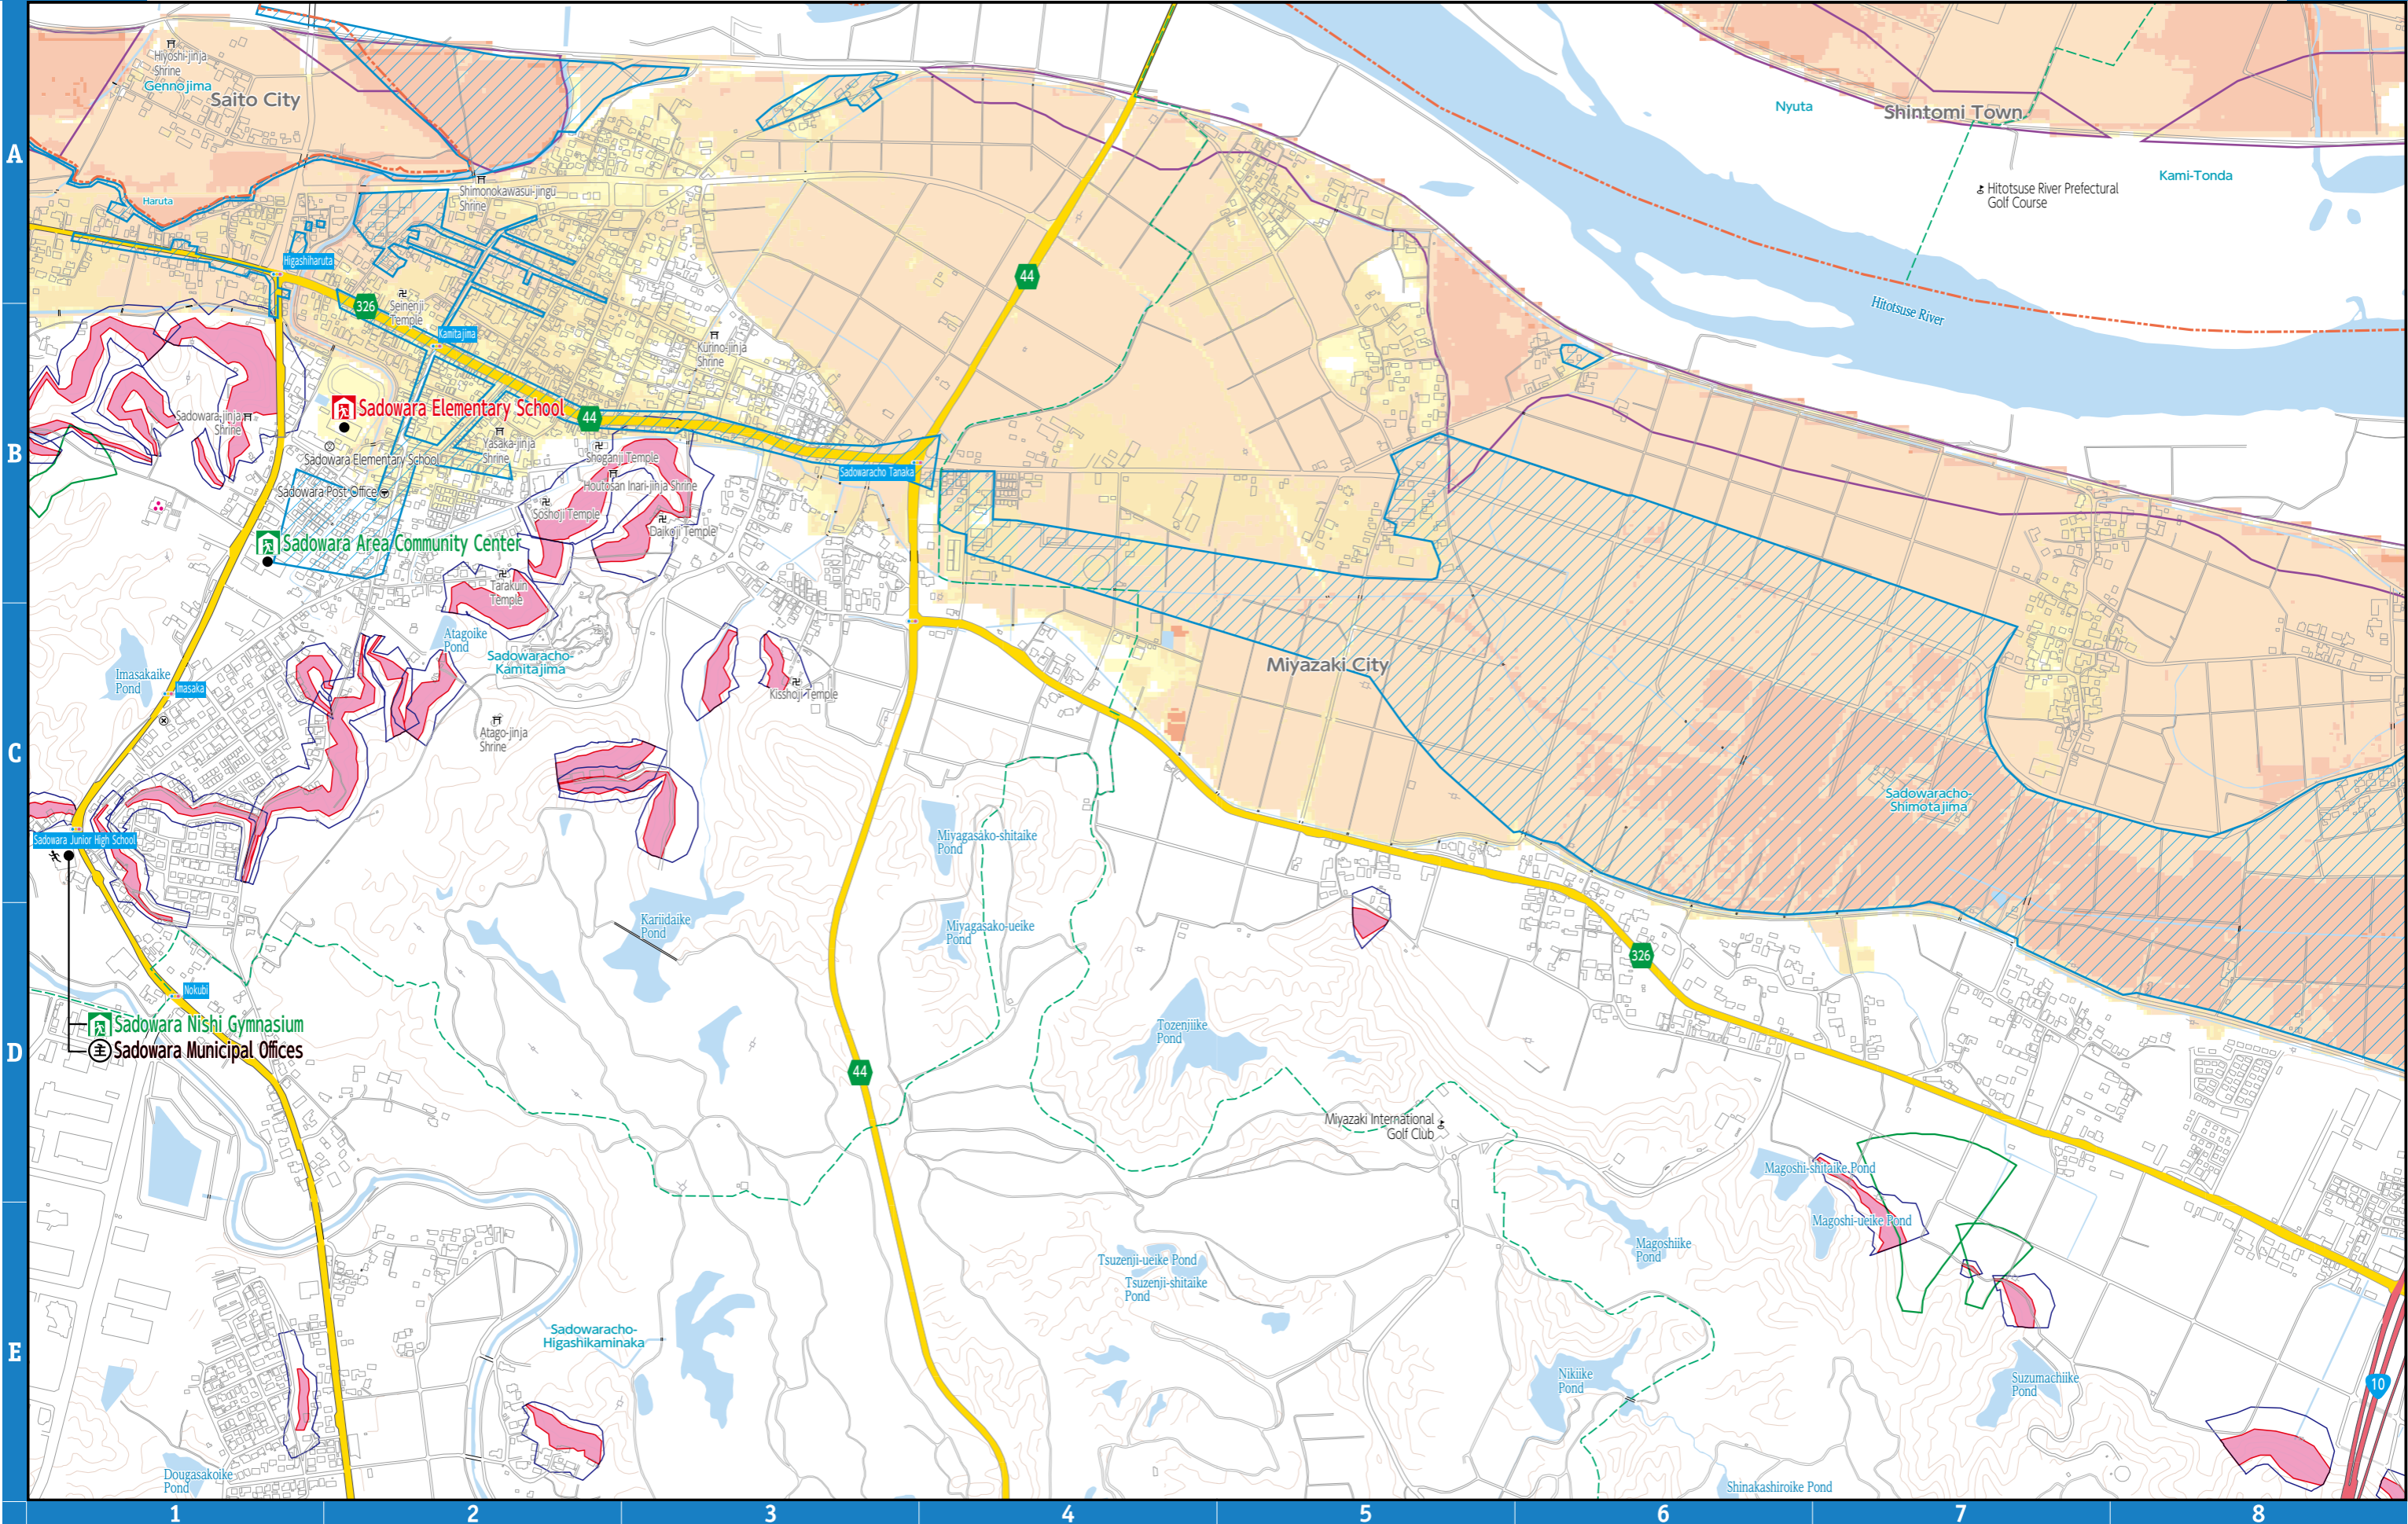 A
B
C
D
E
1
2
3
4
5
6
7
8
Hiyoshi-jinja
Shrine
Gennojima
Saito City
Haruta
Shimonokawasui-jingu
Shrine
Higashiharuta
326
Seinenji
Temple
Kamitajima
Kurino-jinja
Shrine
44
Nyuta
Shintomi Town
Kami-Tonda
Hitotsuse River Prefectural
Golf Course
Hitotsuse River
Sadowara-jinja
Shrine
Sadowara Elementary School
44
Sadowara Elementary School
Yasaka-jinja
Shrine
Shoganji Temple
Houtosan Inari-jinja Shrine
Sadowara Post Office
Soshoji Temple
Daikoji Temple
Sadowaracho Tanaka
Sadowara Area Community Center
Tarakuin
Temple
Atagoike
Pond
Sadowaracho-
Kamitajima
Imasakaike
Pond
Imasaka
Atago-jinja
Shrine
Kisshoji Temple
Miyazaki City
Sadowaracho-
Shimotajima
Sadowara Junior High School
Miyagasako-shitaike
Pond
Miyagasako-ueike
Pond
Kariidaike
Pond
326
Nokubi
Sadowara Nishi Gymnasium
主 Sadowara Municipal Offices
44
Tozenjiike
Pond
Miyazaki International
Golf Club
Magoshi-shitaike Pond
Magoshi-ueike Pond
Magoshiike
Pond
Tsuzenji-ueike Pond
Tsuzenji-shitaike
Pond
Sadowaracho-
Higashikaminaka
Nikiike
Pond
Suzumachiike
Pond
10
Dougasakoike
Pond
Shinakashiroike Pond